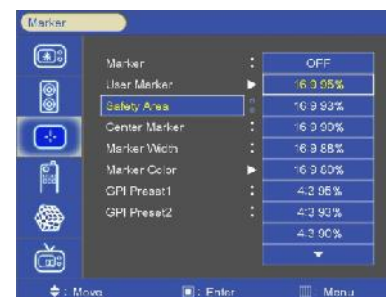 Marker
Marker : OFF
User Marker 16:9 95%
Safety Area 16:9 93%
Center Marker : 16:9 90%
Marker Width : 16:9 88%
Marker Color 16:9 80%
GPI Preset1 : 4:3 95%
GPI Preset2 : 4:3 93%
4:3 90%
: Move : Enter Menu